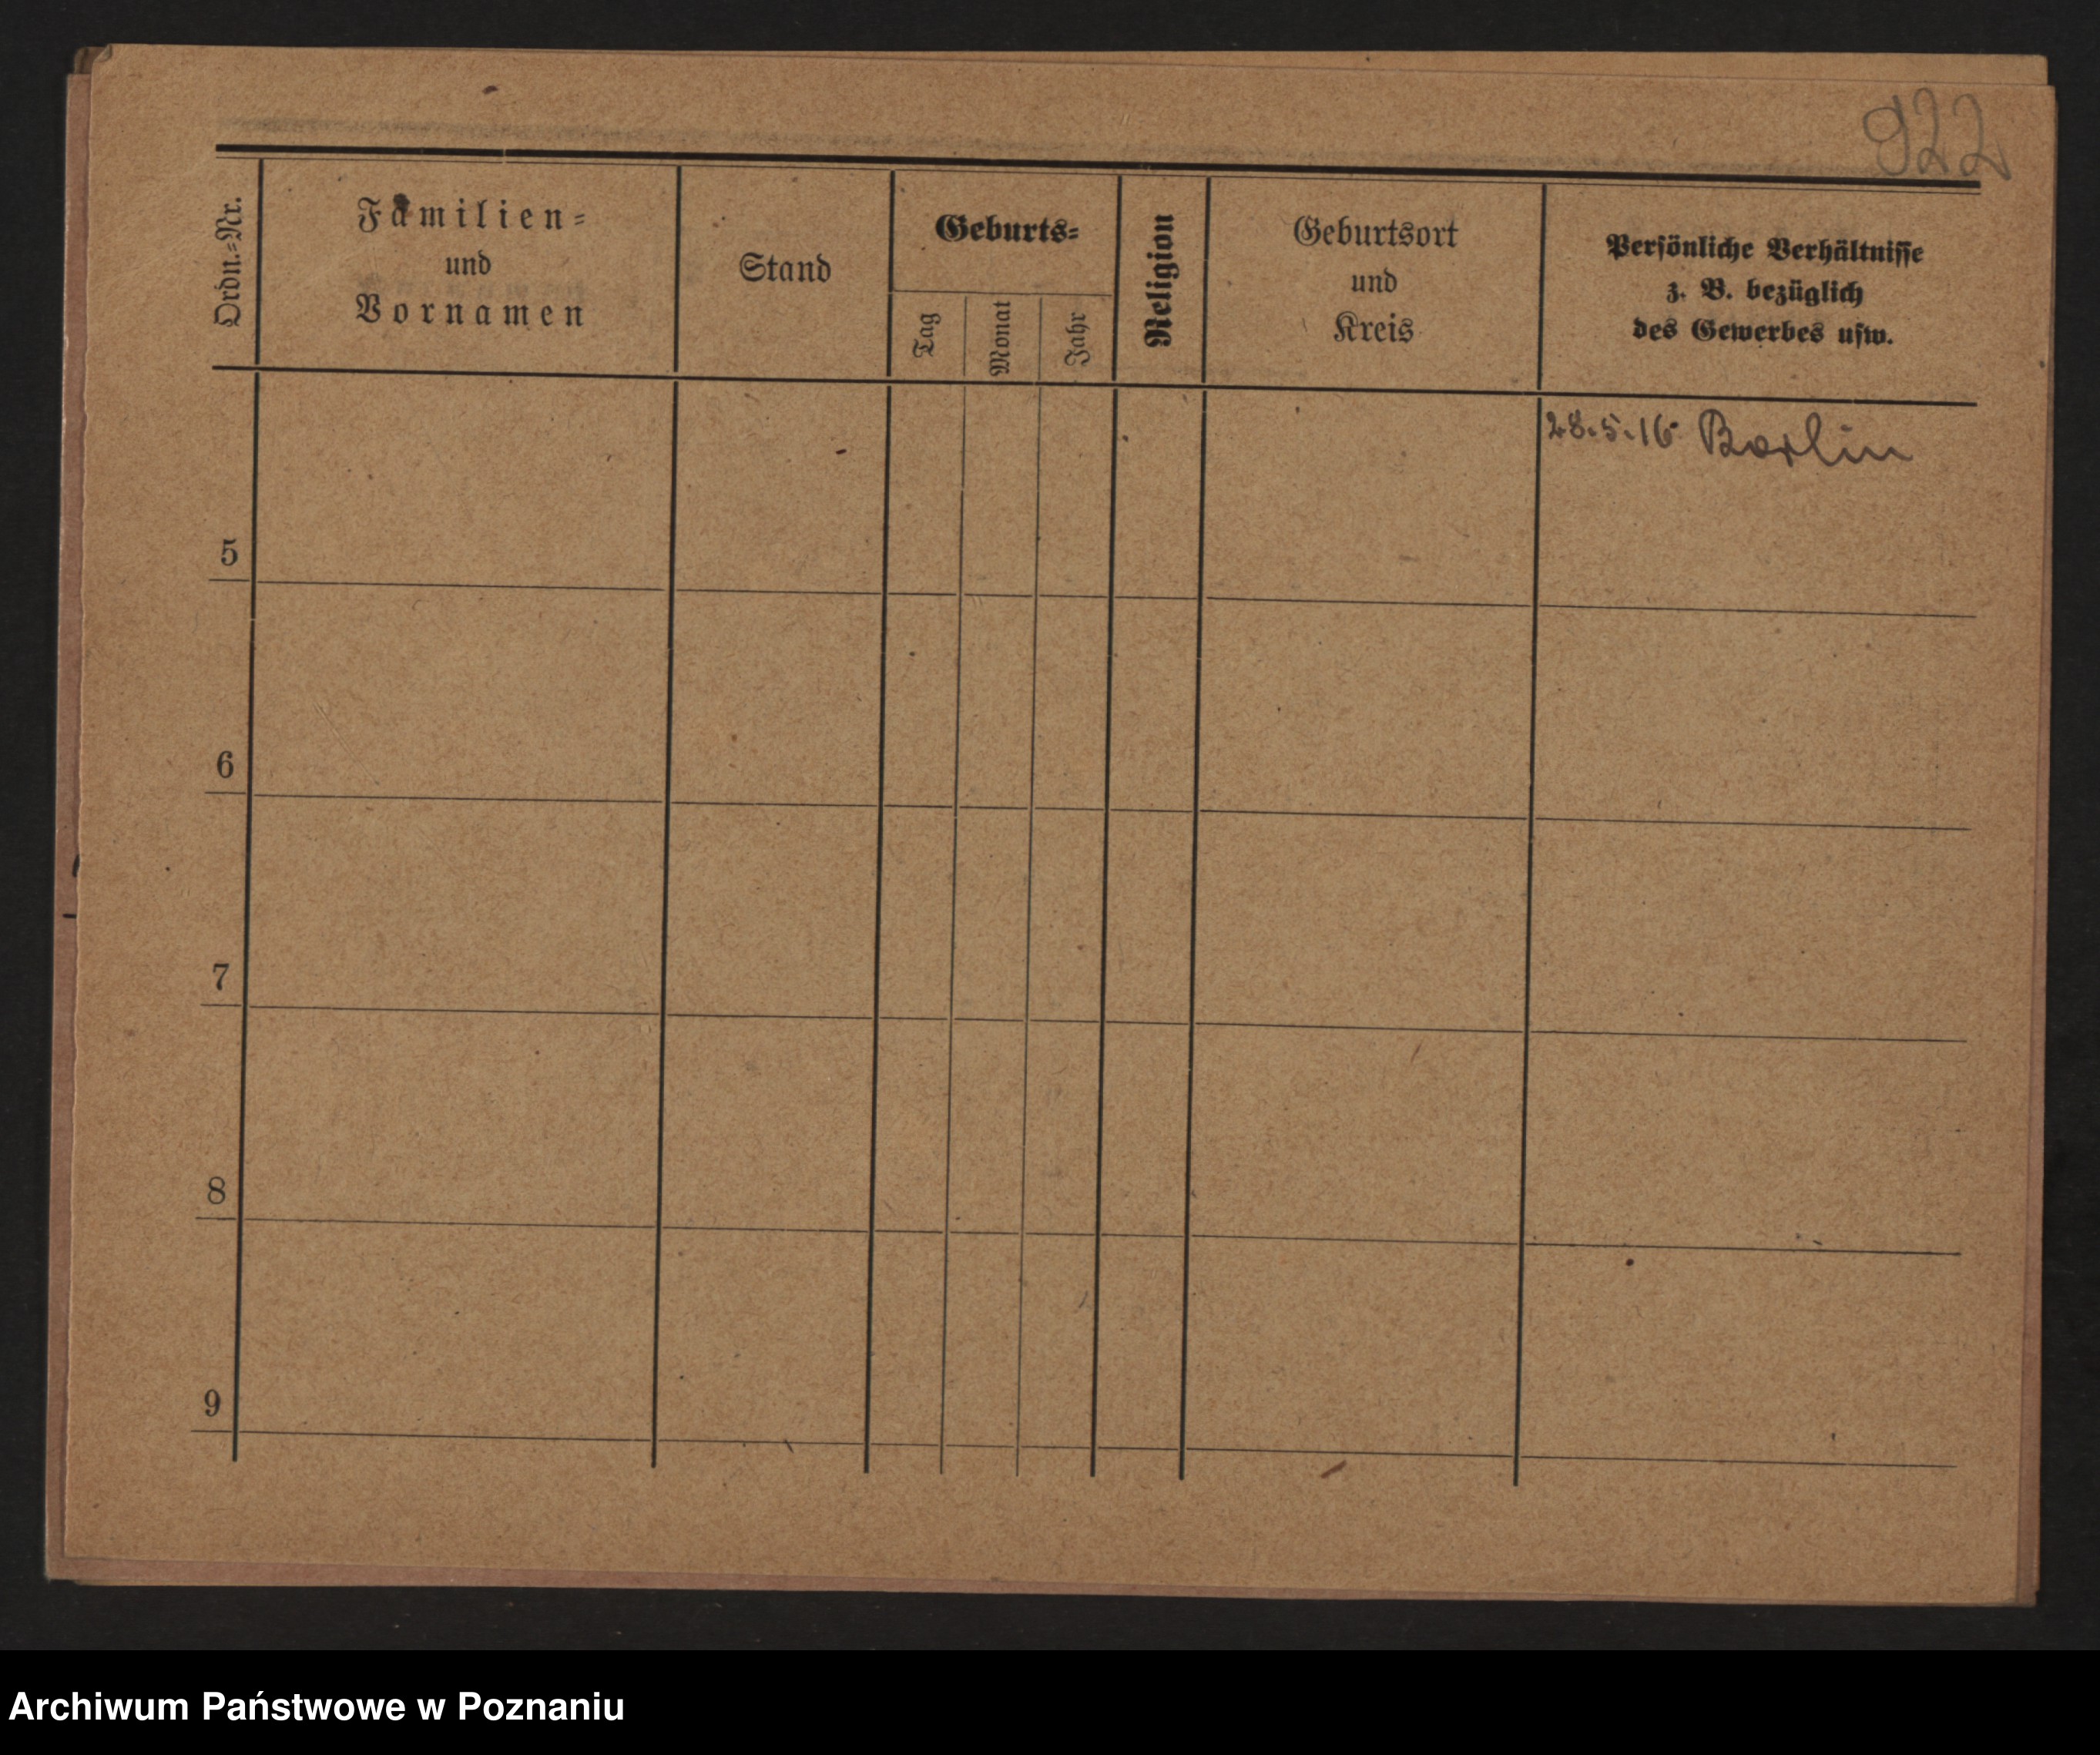 922
Ordn.=Nr.
Familien=
und
Vornamen
Stand
Geburts=
Tag
Monat
Jahr
Religion
Geburtsort
und
Kreis
Persönliche Verhältnisse
z. B. bezüglich
des Gewerbes usw.
28.5.16 Berlin
5
6
7
8
9
Archiwum Państwowe w Poznaniu